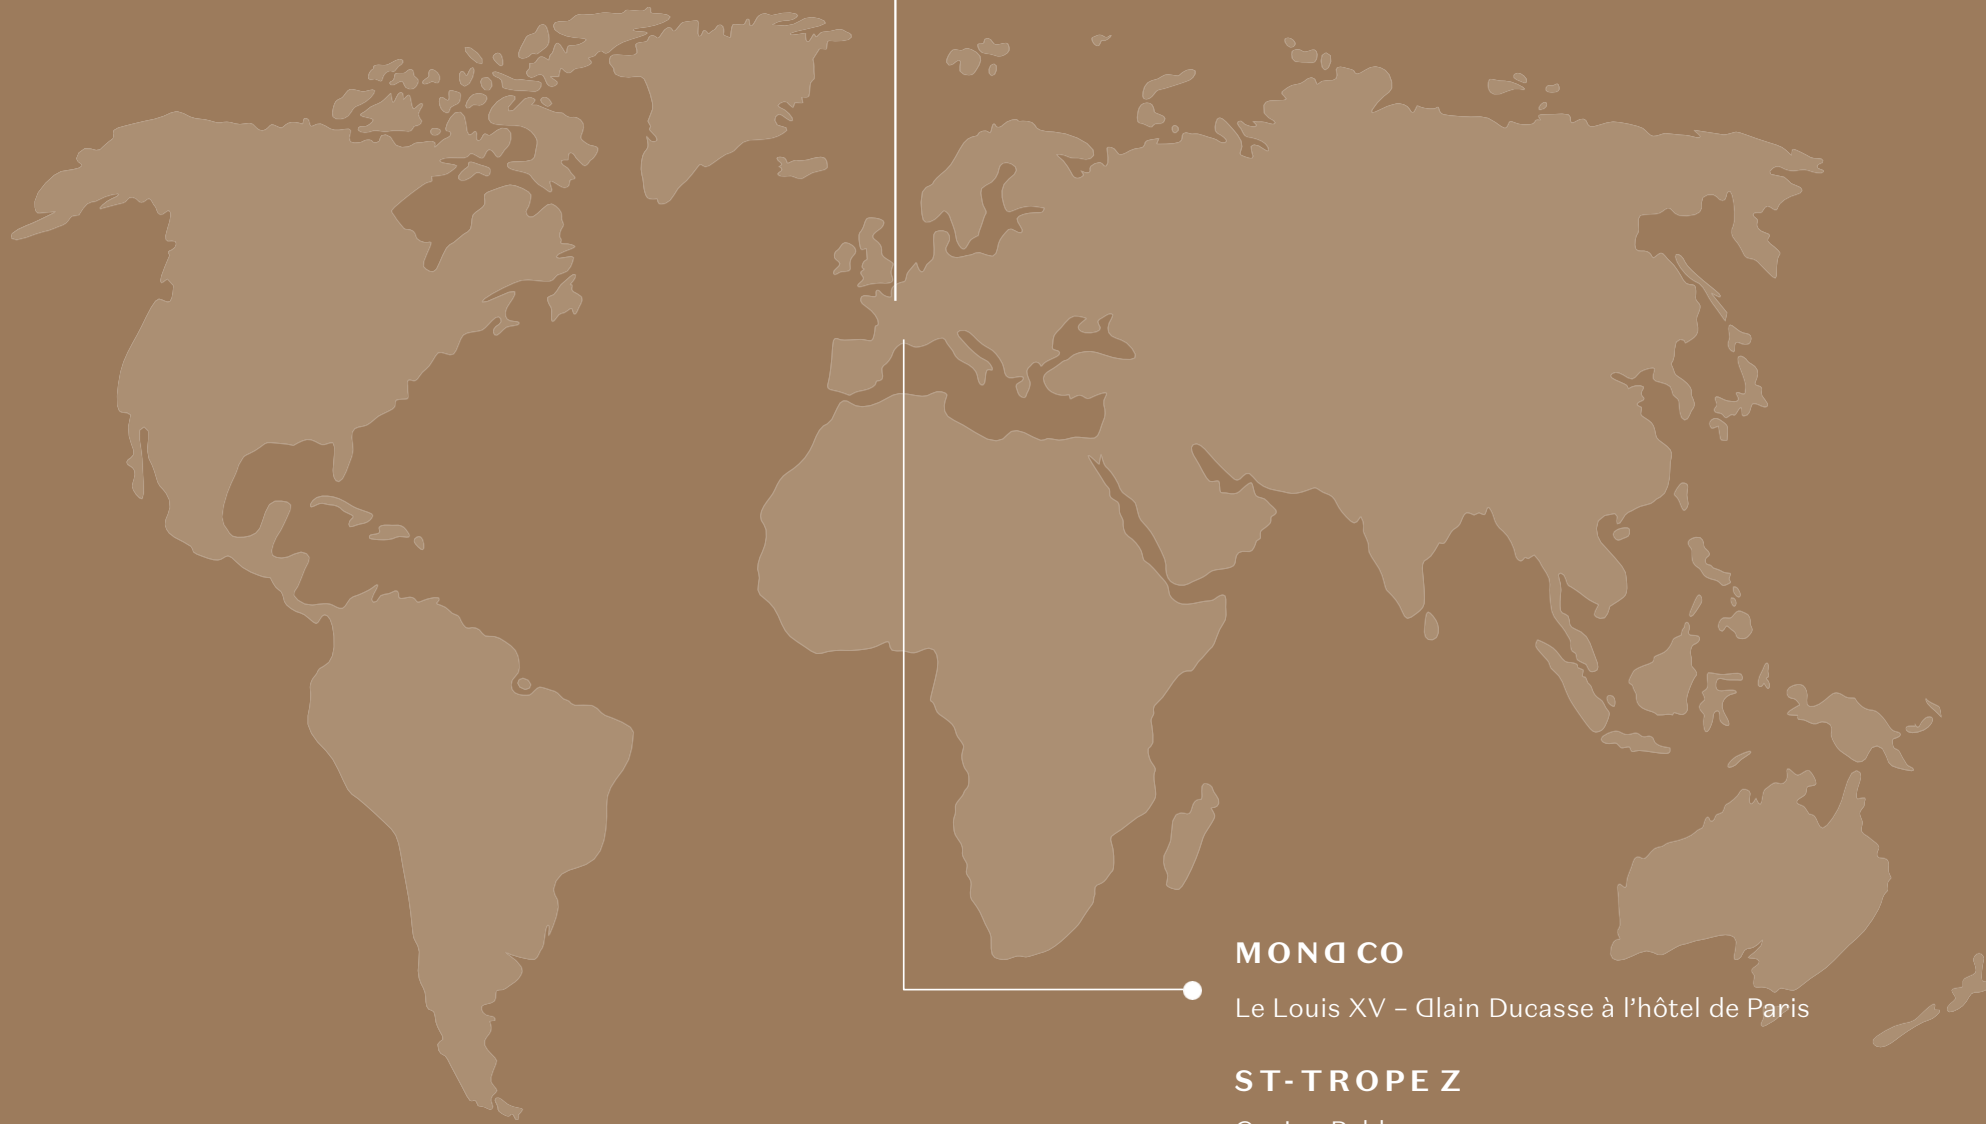 MONACO
Le Louis XV – Alain Ducasse à l’hôtel de Paris
ST-TROPEZ